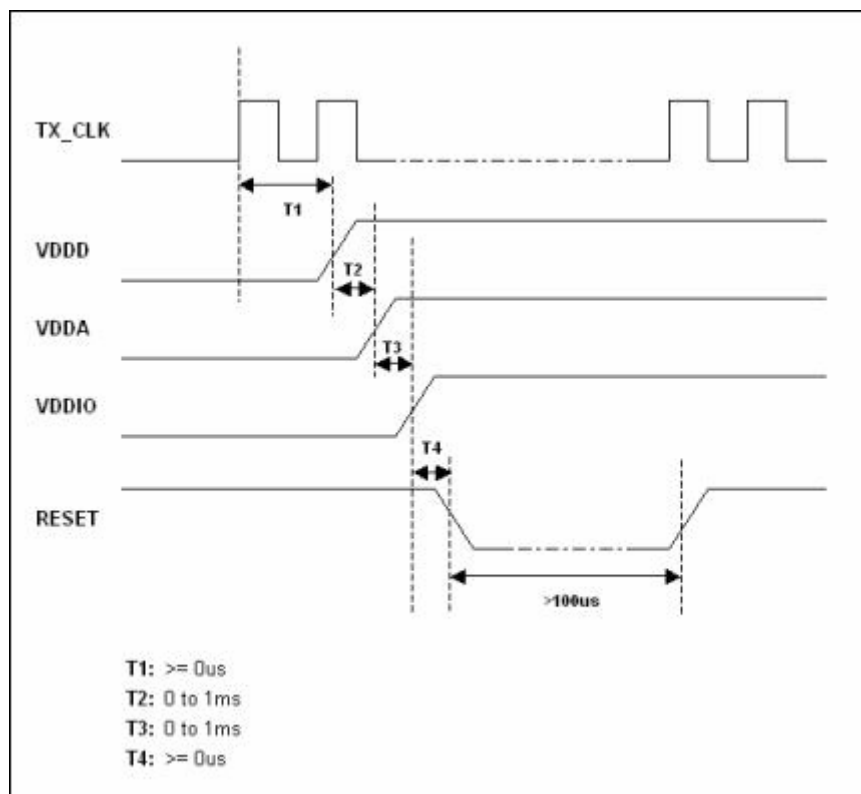 TX_CLK
T1
VDDD
T2
VDDA
T3
VDDIO
T4
RESET
>100us
T1: >= 0us
T2: 0 to 1ms
T3: 0 to 1ms
T4: >= 0us